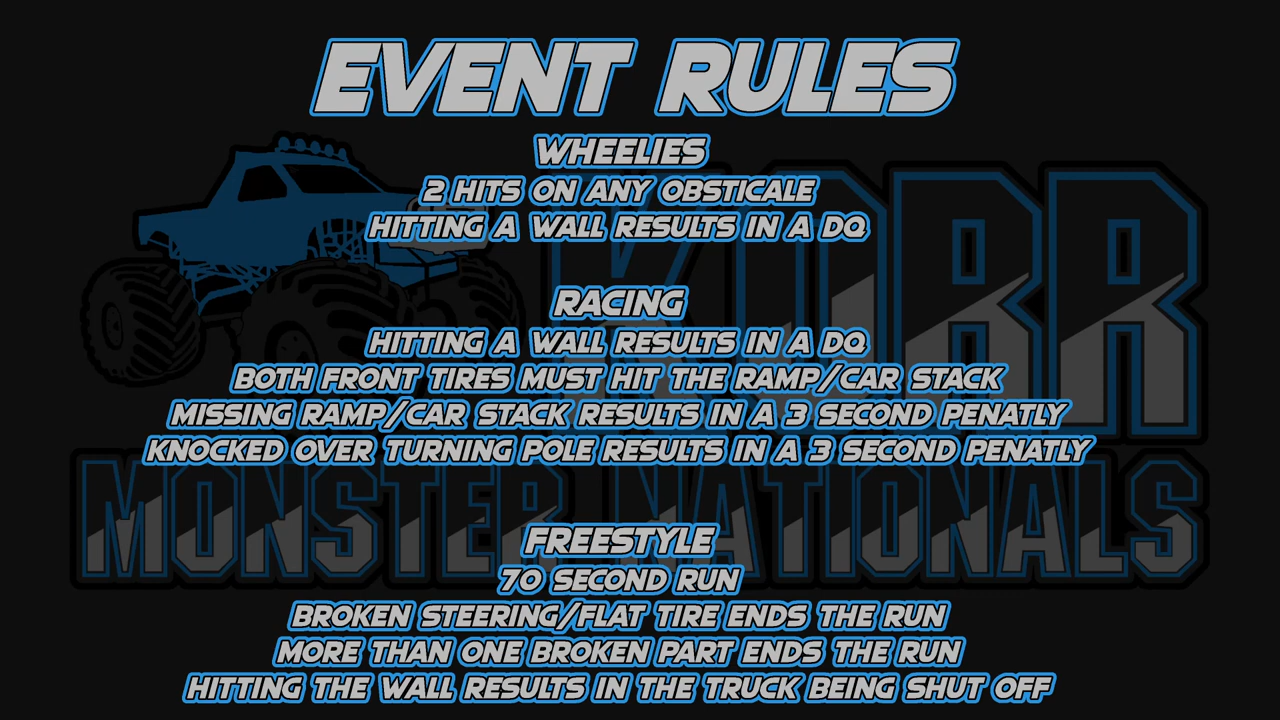 EVENT RULES
WHEELIES
2 HITS ON ANY OBSTICALE
HITTING A WALL RESULTS IN A DQ
RACING
HITTING A WALL RESULTS IN A DQ
BOTH FRONT TIRES MUST HIT THE RAMP/CAR STACK
MISSING RAMP/CAR STACK RESULTS IN A 3 SECOND PENATLY
KNOCKED OVER TURNING POLE RESULTS IN A 3 SECOND PENATLY
FREESTYLE
70 SECOND RUN
BROKEN STEERING/FLAT TIRE ENDS THE RUN
MORE THAN ONE BROKEN PART ENDS THE RUN
HITTING THE WALL RESULTS IN THE TRUCK BEING SHUT OFF
MONSTER NATIONALS